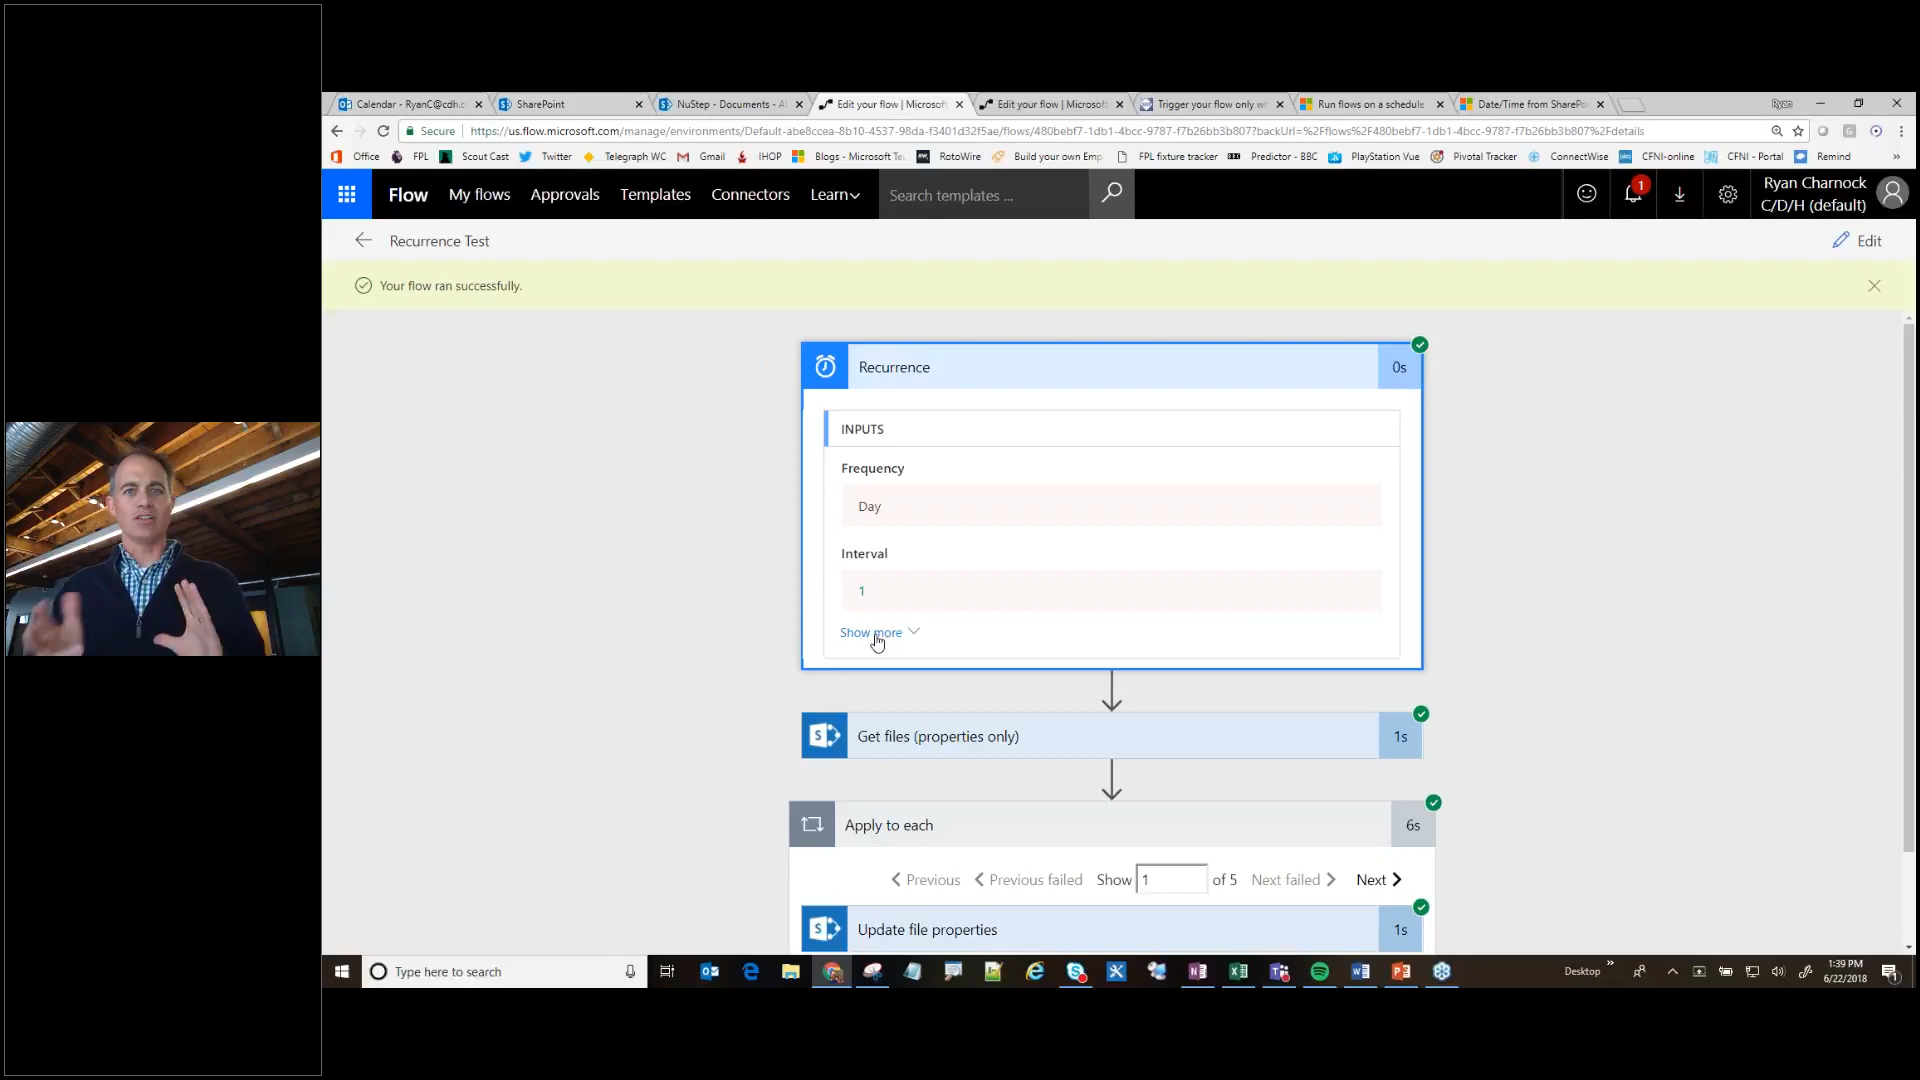 Calendar - RyanC@cdh.c
SharePoint
NuStep - Documents - Al
Edit your flow | Microsoft
Edit your flow | Microsoft
Trigger your flow only w
Run flows on a schedule
Date/Time from SharePo
Ryan
Secure
https://us.flow.microsoft.com/manage/environments/Default-abe8ccea-8b10-4537-98da-f3401d32f5ae/flows/480bebf7-1db1-4bcc-9787-f7b26bb3b807?backUrl=%2Fflows%2F480bebf7-1db1-4bcc-9787-f7b26bb3b807%2Fdetails
Office
FPL
Scout Cast
Twitter
Telegraph WC
Gmail
IHOP
Blogs - Microsoft Te
RotoWire
Build your own Emp
FPL fixture tracker
Predictor - BBC
PlayStation Vue
Pivotal Tracker
ConnectWise
CFNI-online
CFNI - Portal
Remind
Flow
My flows
Approvals
Templates
Connectors
Learn
Search templates ...
1
Ryan Charnock
C/D/H (default)
Recurrence Test
Edit
Your flow ran successfully.
Recurrence
0s
INPUTS
Frequency
Day
Interval
1
Show more
Get files (properties only)
1s
Apply to each
6s
Previous
Previous failed
Show
1
of 5
Next failed
Next
Update file properties
1s
Type here to search
Desktop
1:39 PM
6/22/2018